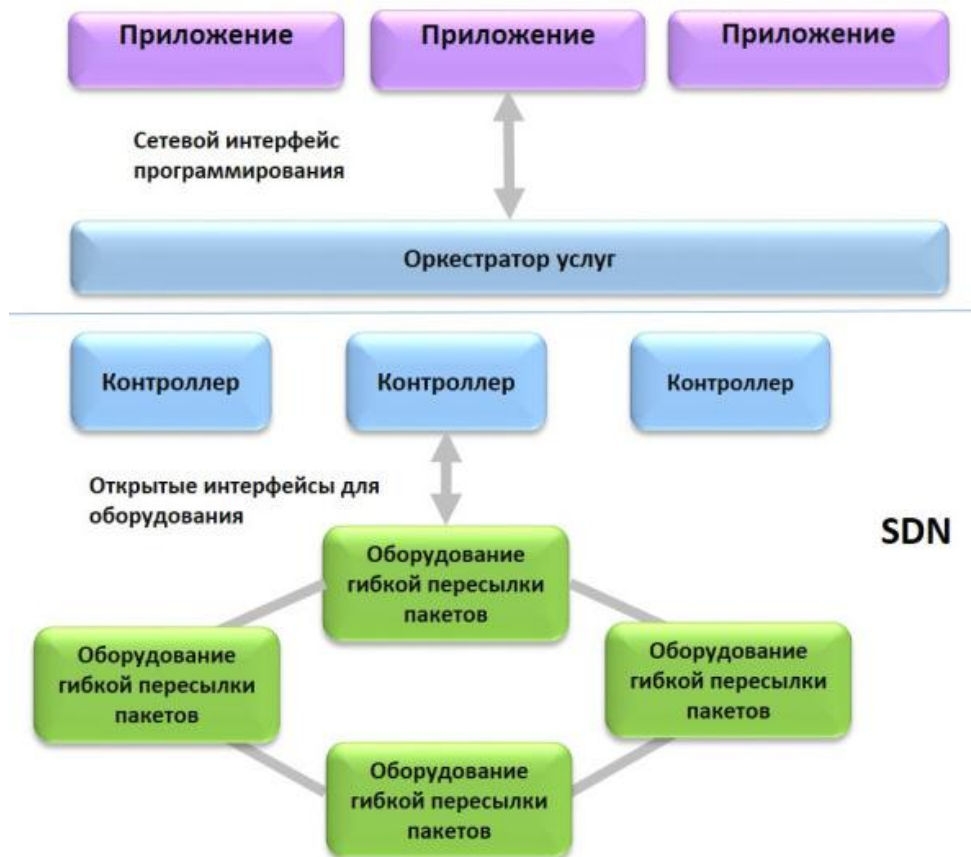 Приложение
Приложение
Приложение
Сетевой интерфейс
программирования
Оркестратор услуг
Контроллер
Контроллер
Контроллер
Открытые интерфейсы для
оборудования
SDN
Оборудование
гибкой пересылки
пакетов
Оборудование
гибкой пересылки
пакетов
Оборудование
гибкой пересылки
пакетов
Оборудование
гибкой пересылки
пакетов